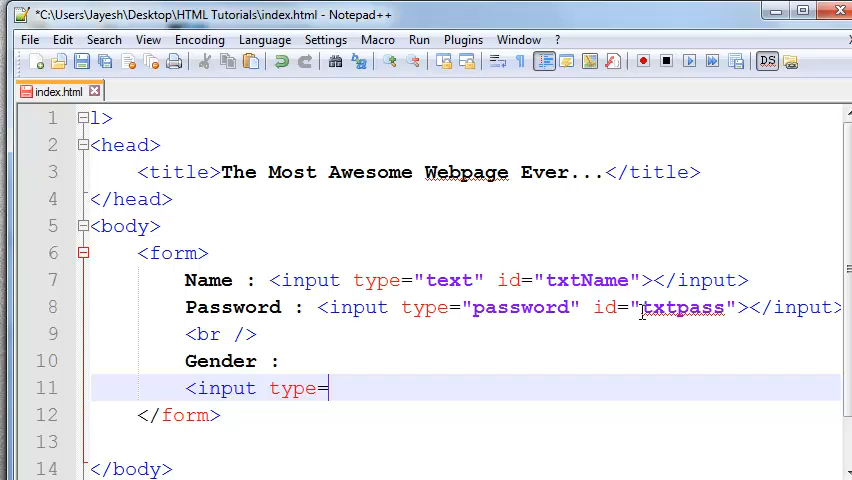 *C:\Users\Jayesh\Desktop\HTML Tutorials\index.html - Notepad++
File Edit Search View Encoding Language Settings Macro Run Plugins Window ?
index.html
1 l>
2 <head>
3 <title>The Most Awesome Webpage Ever...</title>
4 </head>
5 <body>
6 <form>
7 Name : <input type="text" id="txtName"></input>
8 Password : <input type="password" id="txtpass"></input>
9 <br />
10 Gender :
11 <input type=
12 </form>
13
14 </body>